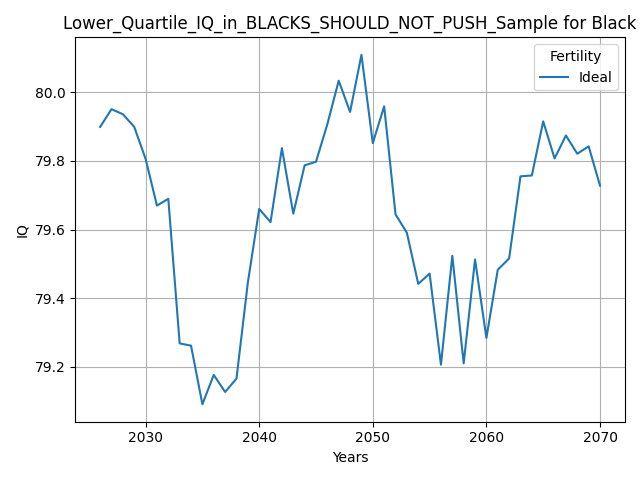 Lower_Quartile_IQ_in_BLACKS_SHOULD_NOT_PUSH_Sample for Black
Fertility
Ideal
80.0
79.8
79.6
79.4
79.2
IQ
2030 2040 2050 2060 2070
Years